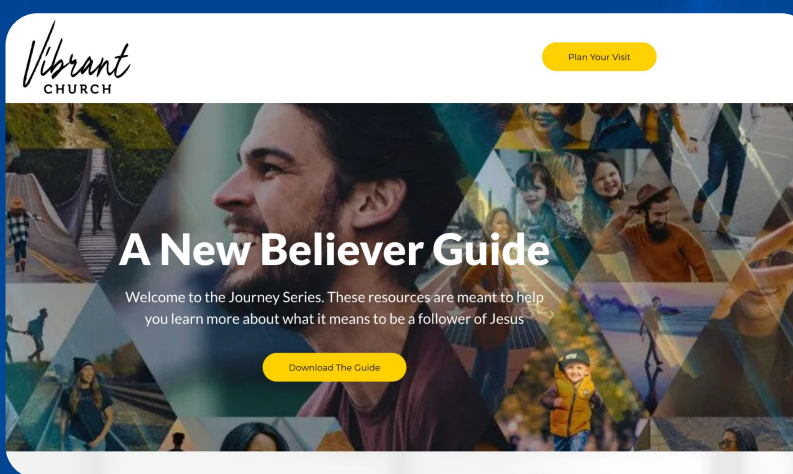 Vibrant
CHURCH
Plan Your Visit
A New Believer Guide
Welcome to the Journey Series. These resources are meant to help
you learn more about what it means to be a follower of Jesus
Download The Guide